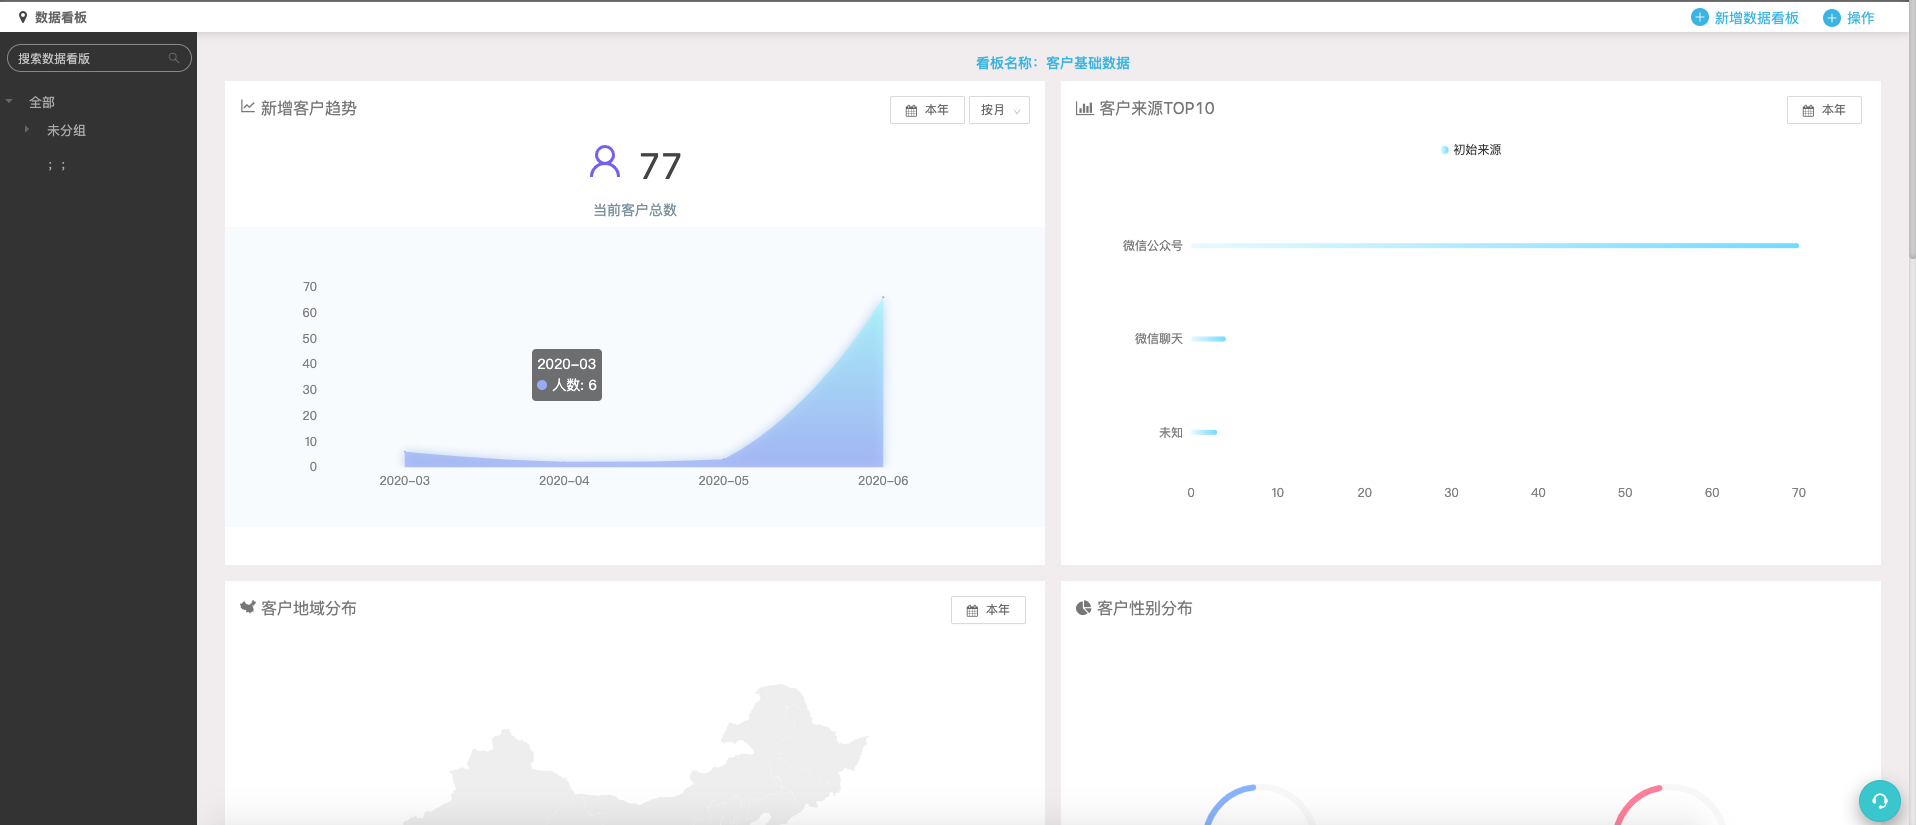 数据看板
新增数据看板
操作
搜索数据看版
全部
未分组
；；
看板名称：客户基础数据
新增客户趋势
本年
按月
77
当前客户总数
70
60
50
40
30
20
10
0
2020-03
人数: 6
2020-03 2020-04 2020-05 2020-06
客户来源TOP10
本年
初始来源
微信公众号
微信聊天
未知
0 10 20 30 40 50 60 70
客户地域分布
本年
客户性别分布